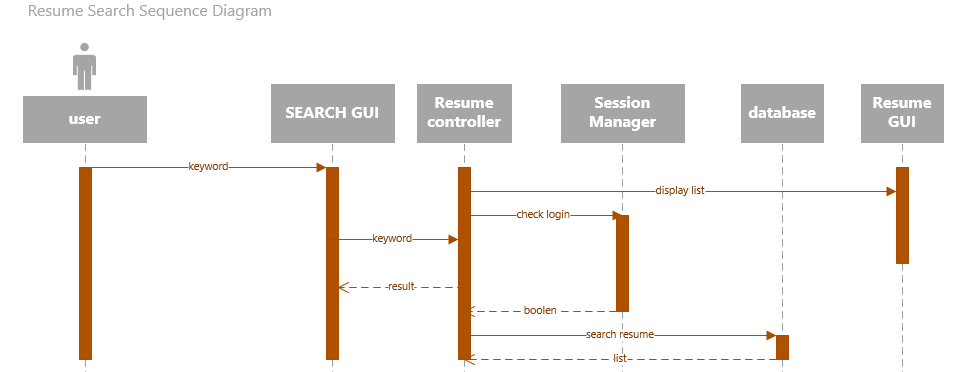 Resume Search Sequence Diagram
user
SEARCH GUI
Resume
controller
Session
Manager
database
Resume
GUI
keyword
display list
check login
keyword
result
boolen
search resume
list